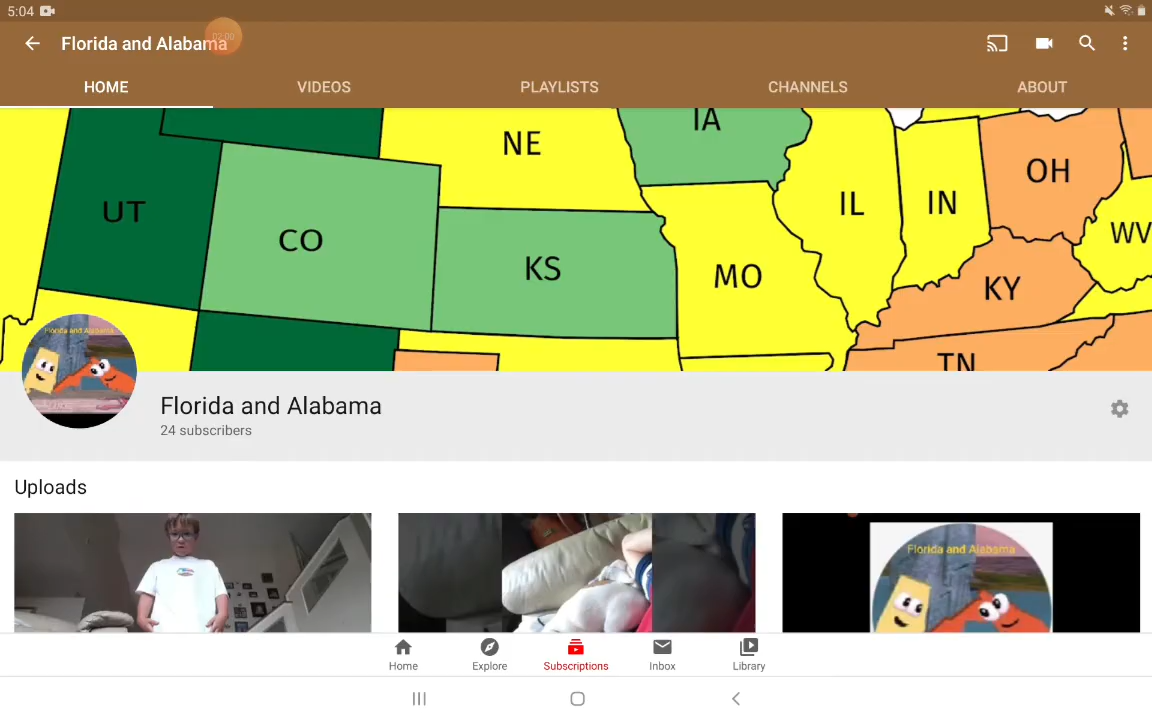 5:04
Florida and Alabama
02:00
HOME
VIDEOS
PLAYLISTS
CHANNELS
ABOUT
NE
IA
UT
CO
KS
MO
IL
IN
OH
WV
KY
TN
Florida and Alabama
Florida and Alabama
24 subscribers
Uploads
Florida and Alabama
Home
Explore
Subscriptions
Inbox
Library